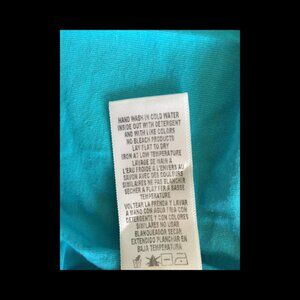 HAND WASH IN COLD WATER
INSIDE OUT WITH DETERGENT
AND WITH LIKE COLORS
NO BLEACH PRODUCTS
LAY FLAT TO DRY
IRON AT LOW TEMPERATURE
LAVAGE DE MAIN A
L'EAU FROIDE A L'ENVERS AU
SAVON AVEC DES COULEURS
SIMILAIRES NE PAS BLANCHIR
SECHER A PLAT FER A BASSE
TEMPERATURE
VOLTEAR LA PRENDA Y LAVAR
A MANO CON AGUA FRIA CON
DETERGENTE Y CON COLORES
SIMILARES NO USAR
BLANQUEADOR SECAR
EXTENDIDO PLANCHAR EN
BAJA TEMPERATURA